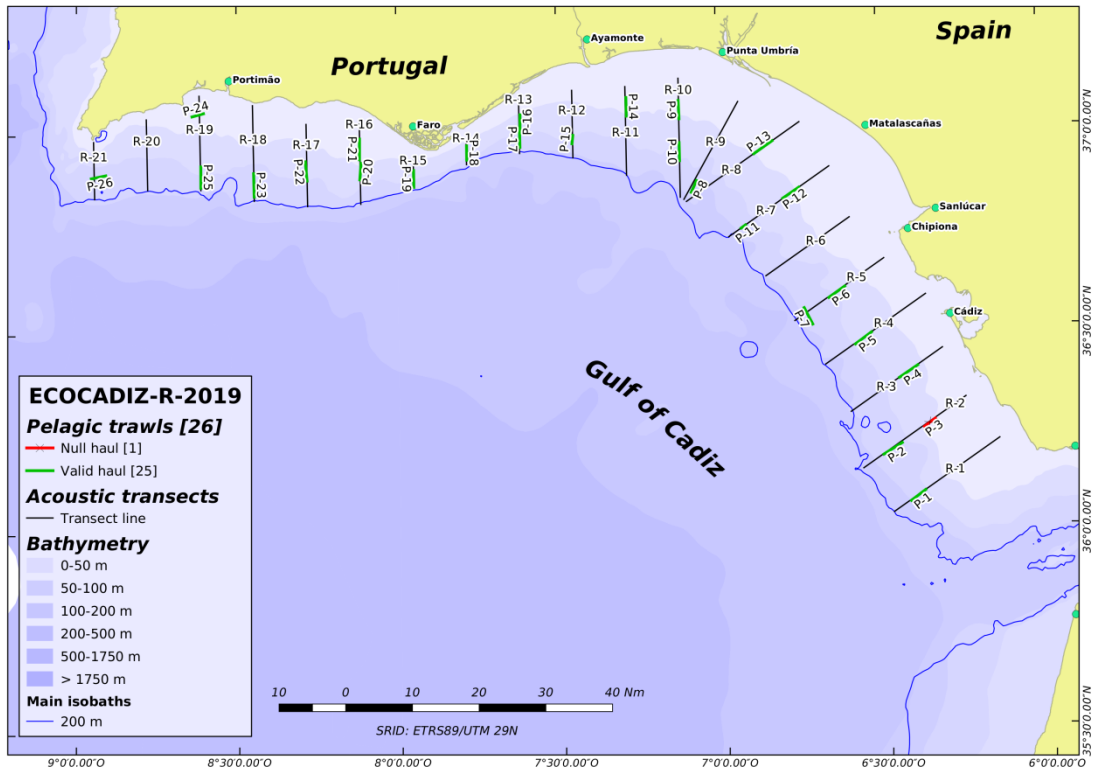 Spain
Portugal
Ayamonte
Punta Umbría
Portimão
Faro
Matalascañas
Sanlúcar
Chipiona
Cádiz
Gulf of Cadiz
R-21
R-20
R-19
R-18
R-17
R-16
R-15
R-14
R-13
R-12
R-11
R-10
R-9
R-8
R-7
R-6
R-5
R-4
R-3
R-2
R-1
P-26
P-25
P-24
P-23
P-22
P-21
P-20
P-19
P-18
P-17
P-16
P-15
P-14
P-13
P-12
P-11
P-10
P-9
P-8
P-7
P-6
P-5
P-4
P-3
P-2
P-1
ECOCADIZ-R-2019
Pelagic trawls [26]
Null haul [1]
Valid haul [25]
Acoustic transects
Transect line
Bathymetry
0-50 m
50-100 m
100-200 m
200-500 m
500-1750 m
> 1750 m
Main isobaths
200 m
10 0 10 20 30 40 Nm
SRID: ETRS89/UTM 29N
9°0'0.00"O
8°30'0.00"O
8°0'0.00"O
7°30'0.00"O
7°0'0.00"O
6°30'0.00"O
6°0'0.00"O
37°0'0.00"N
36°30'0.00"N
36°0'0.00"N
35°30'0.00"N